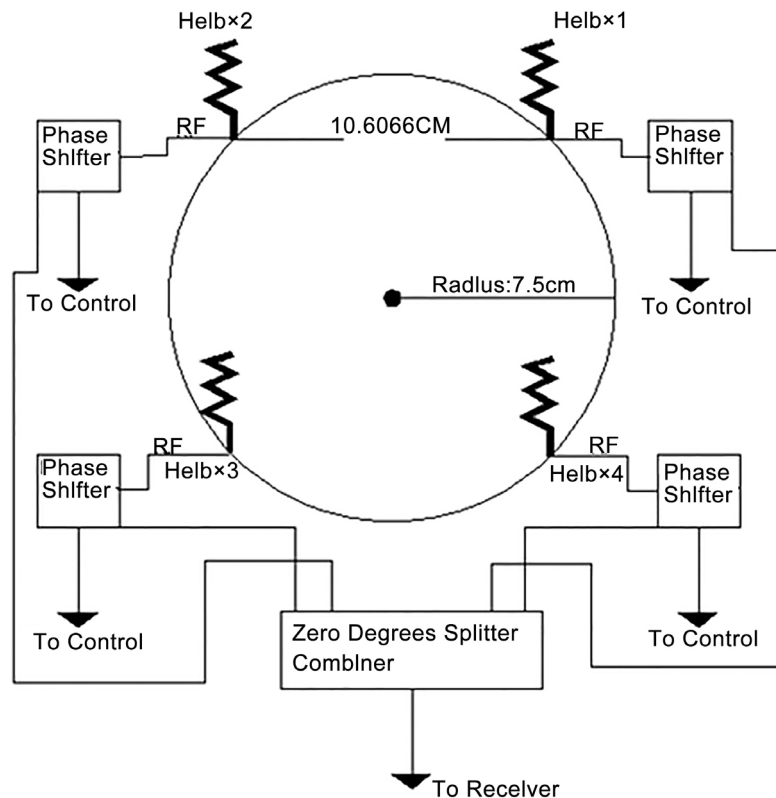 Helb×2
Helb×1
Phase
Shlfter
RF
10.6066CM
RF
Phase
Shlfter
To Control
Radlus:7.5cm
To Control
Phase
Shlfter
RF
Helb×3
RF
Helb×4
Phase
Shlfter
To Control
Zero Degrees Splitter
Comblner
To Control
To Recelver